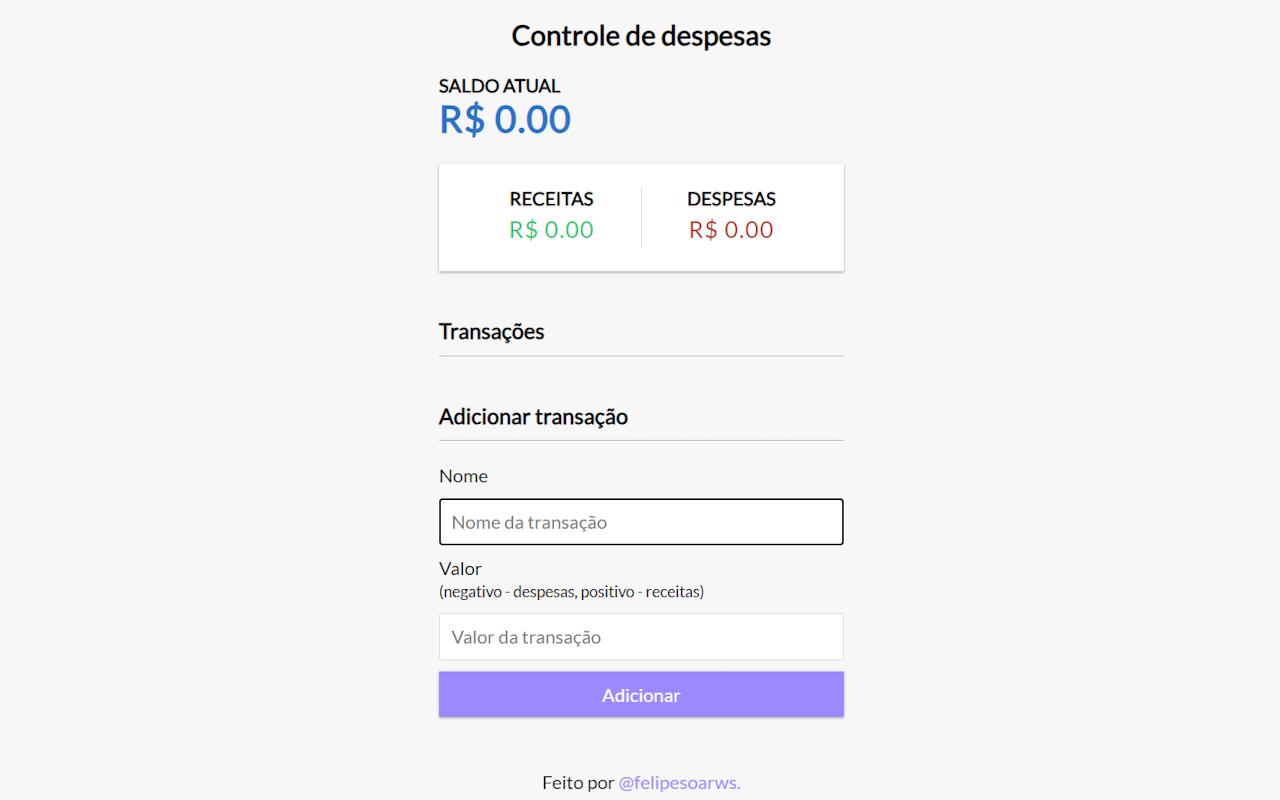 Controle de despesas
SALDO ATUAL
R$ 0.00
RECEITAS
R$ 0.00
DESPESAS
R$ 0.00
Transações
Adicionar transação
Nome
Nome da transação
Valor
(negativo - despesas, positivo - receitas)
Valor da transação
Adicionar
Feito por @felipesoarws.